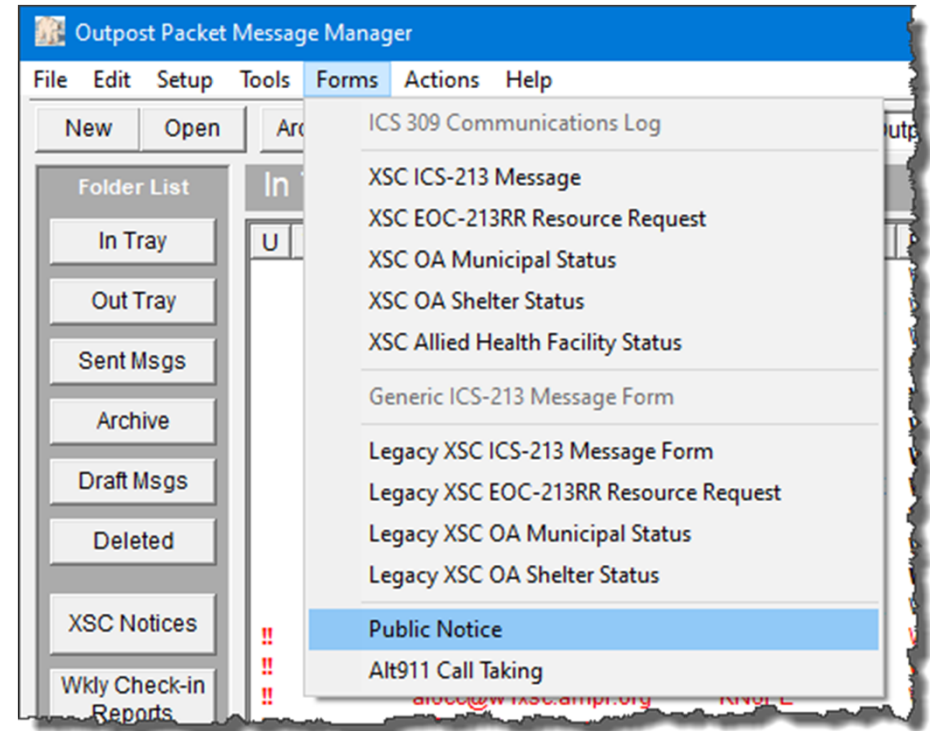 Outpost Packet Message Manager
File Edit Setup Tools Forms Actions Help
New Open
ICS 309 Communications Log
Folder List
In
XSC ICS-213 Message
XSC EOC-213RR Resource Request
In Tray
U
XSC OA Municipal Status
Out Tray
XSC OA Shelter Status
XSC Allied Health Facility Status
Sent Msgs
Generic ICS-213 Message Form
Archive
Legacy XSC ICS-213 Message Form
Draft Msgs
Legacy XSC EOC-213RR Resource Request
Deleted
Legacy XSC OA Municipal Status
Legacy XSC OA Shelter Status
XSC Notices
!!
Public Notice
!!
Alt911 Call Taking
Wkly Check-in
Reports
!!